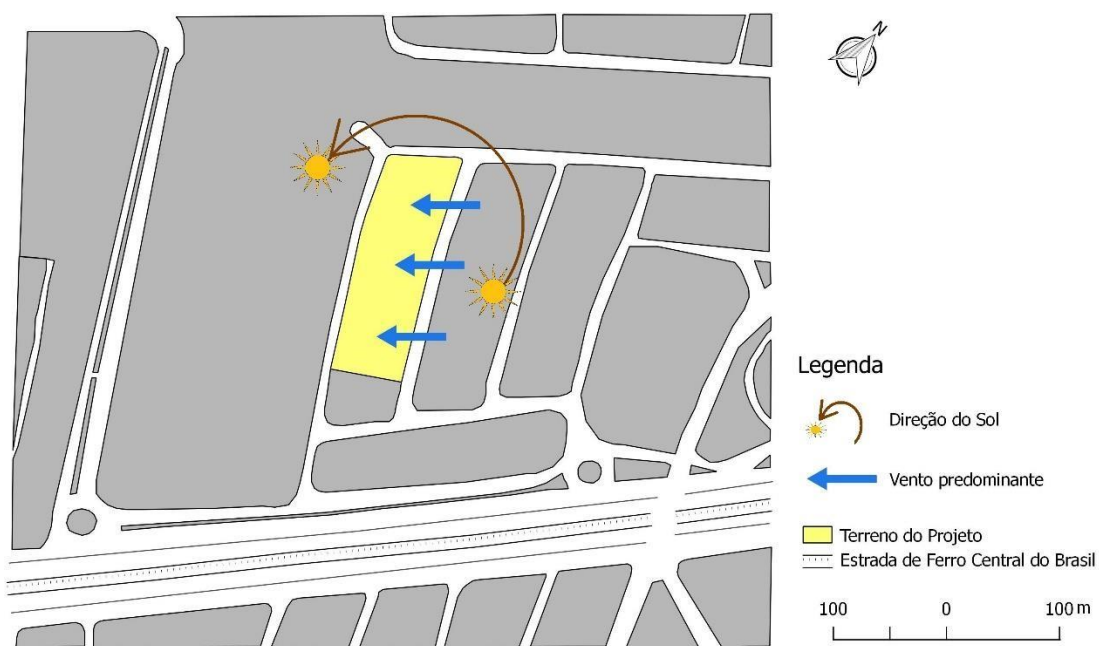 N
Legenda
Direção do Sol
Vento predominante
Terreno do Projeto
Estrada de Ferro Central do Brasil
100 0 100 m